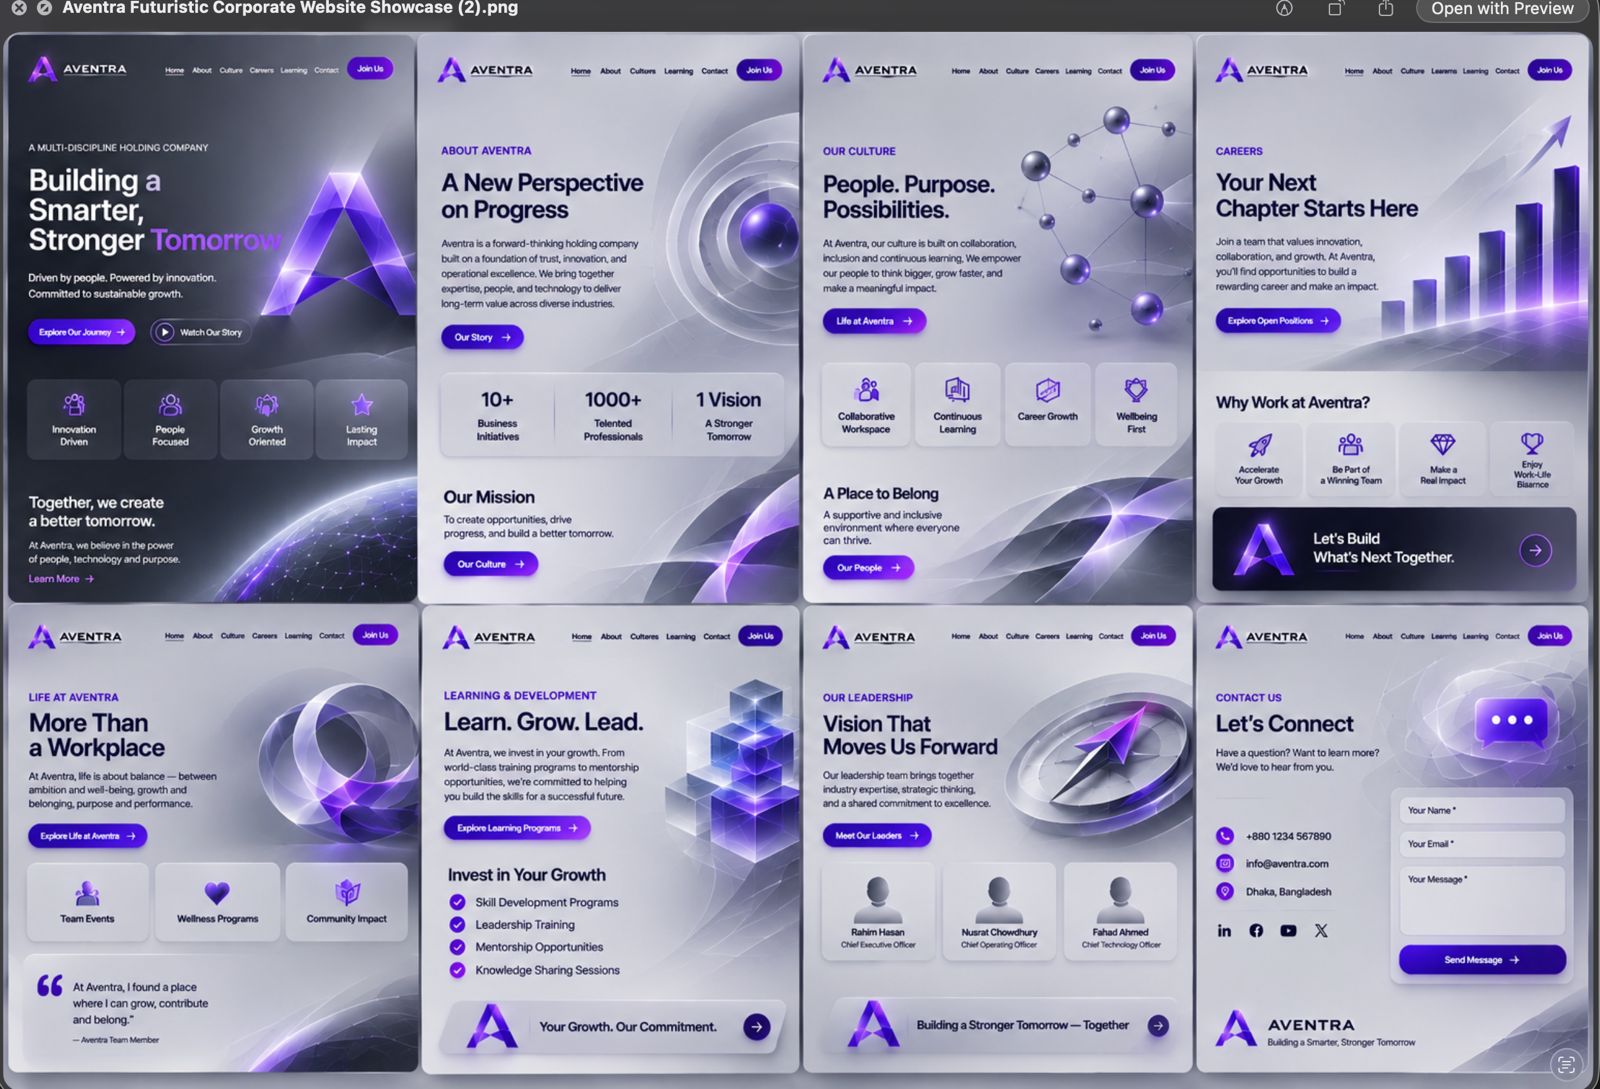 Aventra Futuristic Corporate Website Showcase (2).png
Open with Preview
AVENTRA
Home About Culture Careers Learning Contact Join Us
A MULTI-DISCIPLINE HOLDING COMPANY
Building a
Smarter,
Stronger Tomorrow
Driven by people. Powered by innovation.
Committed to sustainable growth.
Explore Our Journey →
Watch Our Story
Innovation
Driven
People
Focused
Growth
Oriented
Lasting
Impact
Together, we create
a better tomorrow.
At Aventra, we believe in the power
of people, technology and purpose.
Learn More →
AVENTRA
Home About Cultuers Learning Contact Join Us
ABOUT AVENTRA
A New Perspective
on Progress
Aventra is a forward-thinking holding company
built on a foundation of trust, innovation, and
operational excellence. We bring together
expertise, people, and technology to deliver
long-term value across diverse industries.
Our Story →
10+
Business
Initiatives
1000+
Telented
Professionals
1 Vision
A Stronger
Tomorrow
Our Mission
To create opportunities, drive
progress, and build a better tomorrow.
Our Culture →
AVENTRA
Home About Culture Careers Learning Contact Join Us
OUR CULTURE
People. Purpose.
Possibilities.
At Aventra, our culture is built on collaboration,
inclusion and continuous learning. We empower
our people to think bigger, grow faster, and
make a meaningful impact.
Life at Aventra →
Collaborative
Workspace
Continuous
Learning
Career Growth
Wellbeing
First
A Place to Belong
A supportive and inclusive
environment where everyone
can thrive.
Our People →
AVENTRA
Home About Culture Learning Contact Join Us
CAREERS
Your Next
Chapter Starts Here
Join a team that values innovation,
collaboration, and growth. At Aventra,
you'll find opportunities to build a
rewarding career and make an impact.
Explore Open Positions →
Why Work at Aventra?
Accelerate
Your Growth
Be Part of
a Winning Team
Make a
Real Impact
Enjoy
Work-Life
Let's Build
What's Next Together.
AVENTRA
Home About Culture Careers Learning Contact Join Us
LIFE AT AVENTRA
More Than
a Workplace
At Aventra, life is about balance — between
ambition and well-being, growth and
belonging, purpose and performance.
Explore Life at Aventra →
Team Events
Wellness Programs
Community Impact
At Aventra, I found a place
where I can grow, contribute
and belong.”
— Aventra Team Member
AVENTRA
Home About Culteres Learning Contact Join Us
LEARNING & DEVELOPMENT
Learn. Grow. Lead.
At Aventra, we invest in your growth. From
world-class training programs to mentorship
opportunities, we're committed to helping
you build the skills for a successful future.
Explore Learning Programs →
Invest in Your Growth
Skill Development Programs
Leadership Training
Mentorship Opportunities
Knowledge Sharing Sessions
Your Growth. Our Commitment.
AVENTRA
Home About Culture Careers Learning Contact Join Us
OUR LEADERSHIP
Vision That
Moves Us Forward
Our leadership team brings together
industry expertise, strategic thinking,
and a shared commitment to excellence.
Meet Our Leaders →
Rahim Hasan
Chief Executive Officer
Nusrat Chowdhury
Chief Operating Officer
Fahad Ahmed
Chief Technology Officer
Building a Stronger Tomorrow — Together
AVENTRA
Home About Culture Learning Contact Join Us
CONTACT US
Let's Connect
Have a question? Want to learn more?
We'd love to hear from you.
+880 1234 567890
info@aventra.com
Dhaka, Bangladesh
Your Name *
Your Email *
Your Message *
Send Message →
AVENTRA
Building a Smarter, Stronger Tomorrow